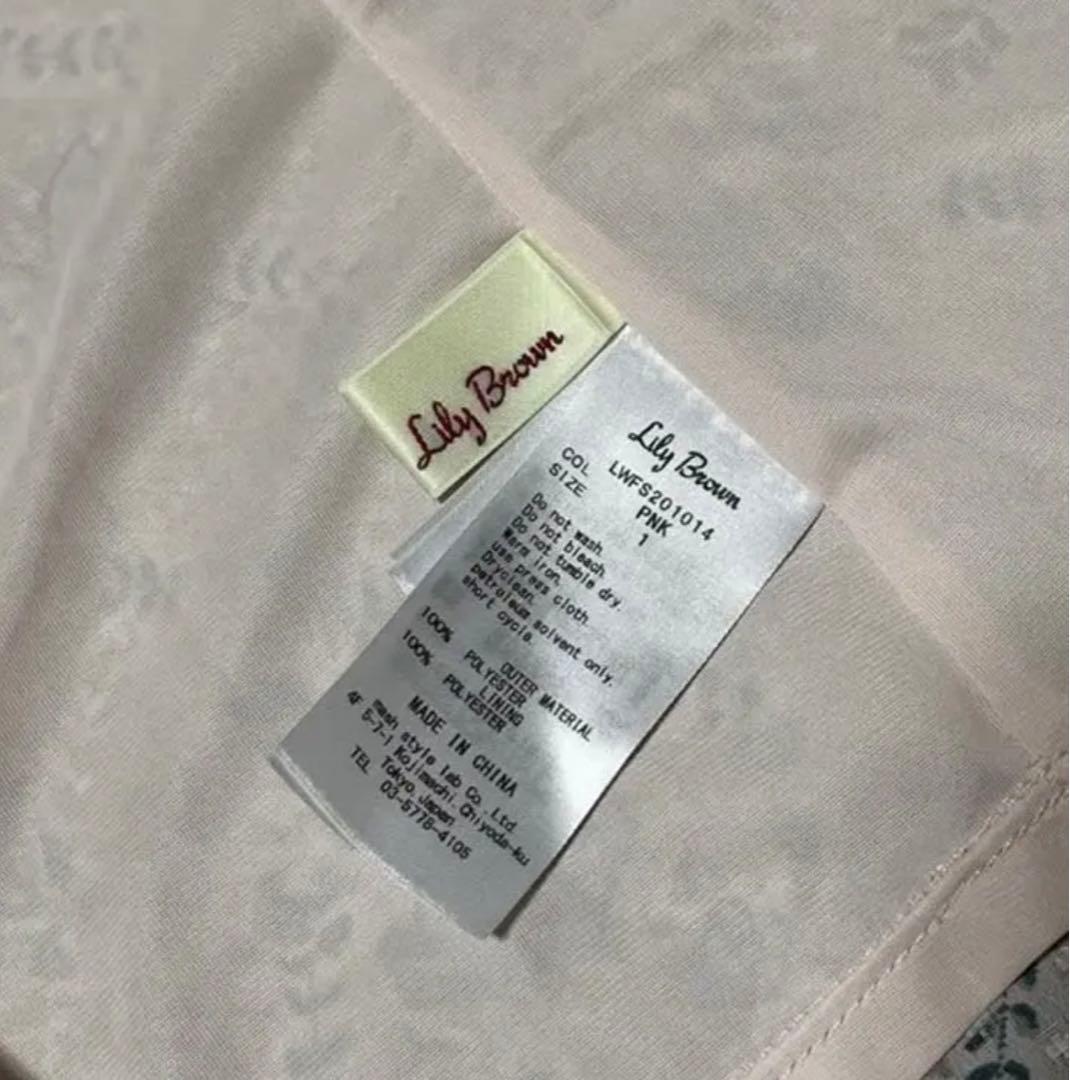 Lily Brown
Lily Brown
LWFS201014
COL PNK
SIZE 1
Do not wash.
Do not bleach.
Do not tumble dry.
Warm iron,
use press cloth.
Dryclean,
petroleum solvent only.
short cycle.
OUTER MATERIAL
100% POLYESTER
LINING
100% POLYESTER
MADE IN CHINA
mash style lab Co.,Ltd.
4F 5-7-1 Kojimachi,Chiyoda-ku
Tokyo,Japan
TEL 03-5778-4105